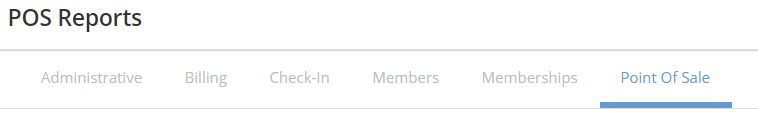 POS Reports
Administrative Billing Check-In Members Memberships Point Of Sale